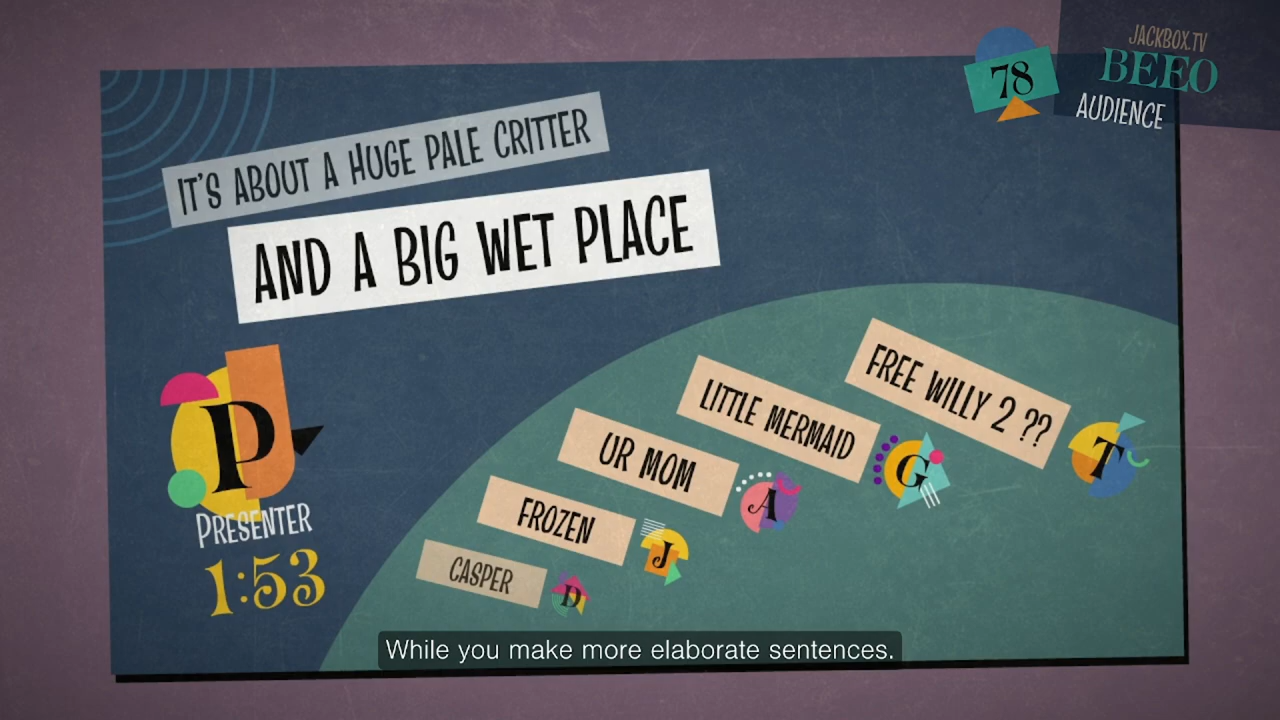 JACKBOX.TV
78
BEEO
AUDIENCE
IT'S ABOUT A HUGE PALE CRITTER
AND A BIG WET PLACE
FREE WILLY 2 ??
T
LITTLE MERMAID
G
UR MOM
A
FROZEN
J
CASPER
D
P
PRESENTER
1:53
While you make more elaborate sentences.